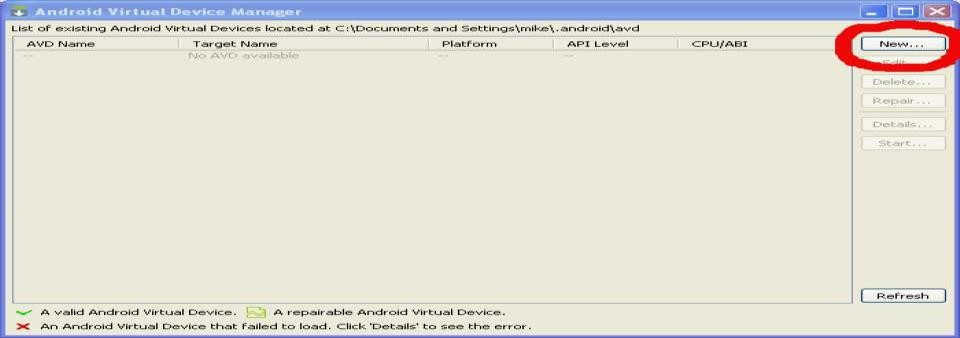 Android Virtual Device Manager
List of existing Android Virtual Devices located at C:\Documents and Settings\mike\.android\avd
AVD Name Target Name Platform API Level CPU/ABI
-- No AVD available -- --
New...
Edit...
Delete...
Repair...
Details...
Start...
Refresh
A valid Android Virtual Device. A repairable Android Virtual Device.
An Android Virtual Device that failed to load. Click 'Details' to see the error.